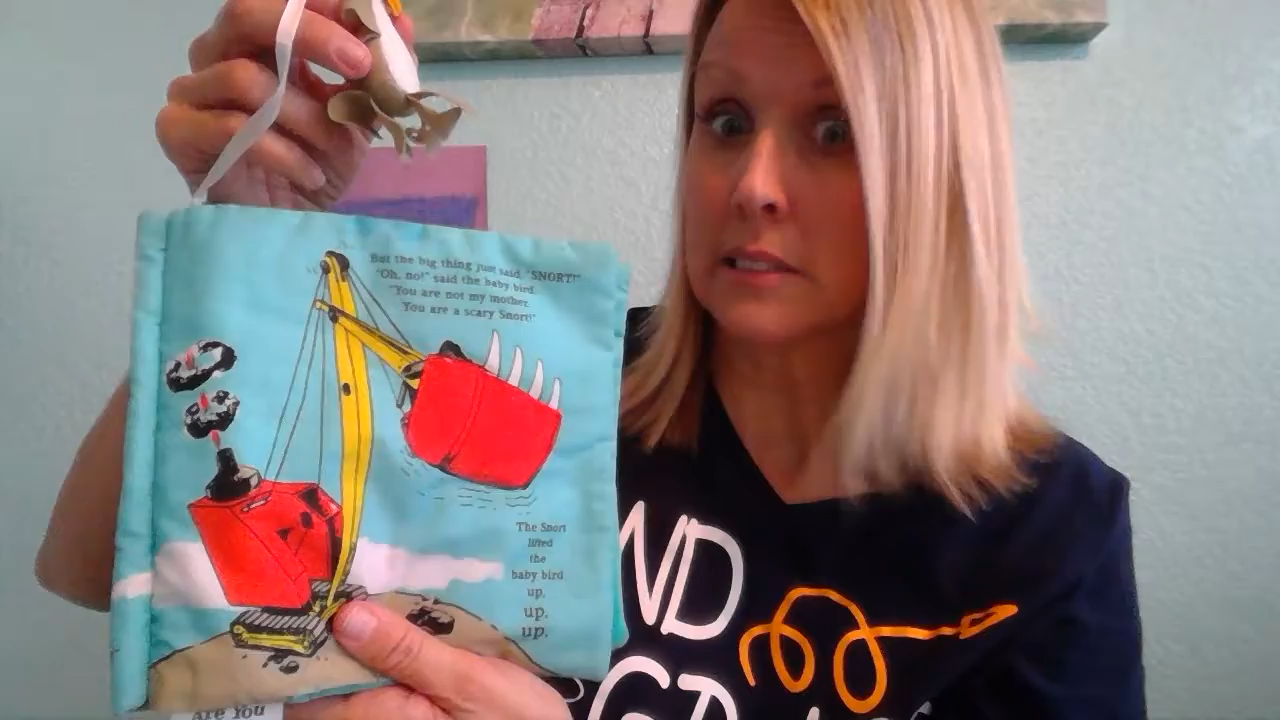 But the big thing just said, "SNORT!"
"Oh, no!" said the baby bird.
"You are not my mother.
You are a scary Snort!"
The Snort
lifted
the
baby bird
up,
up,
up.
Are You
ND